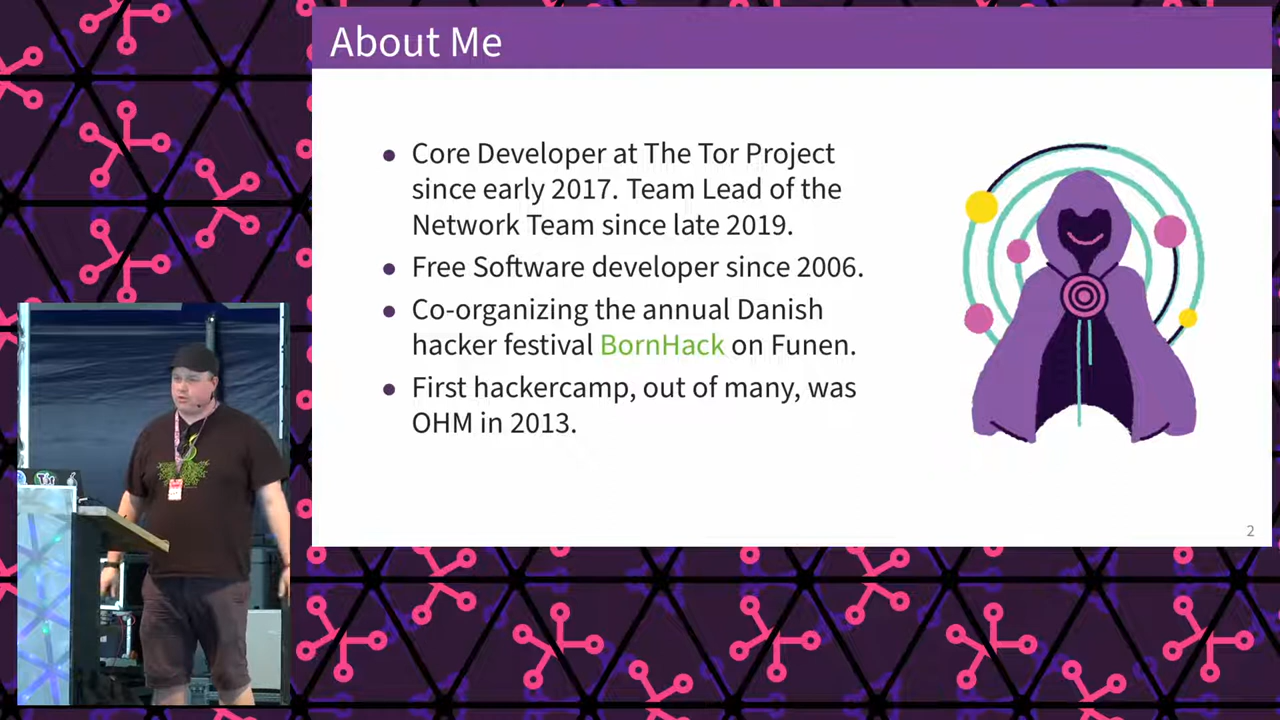 About Me
Core Developer at The Tor Project
since early 2017. Team Lead of the
Network Team since late 2019.
Free Software developer since 2006.
Co-organizing the annual Danish
hacker festival BornHack on Funen.
First hackercamp, out of many, was
OHM in 2013.
2